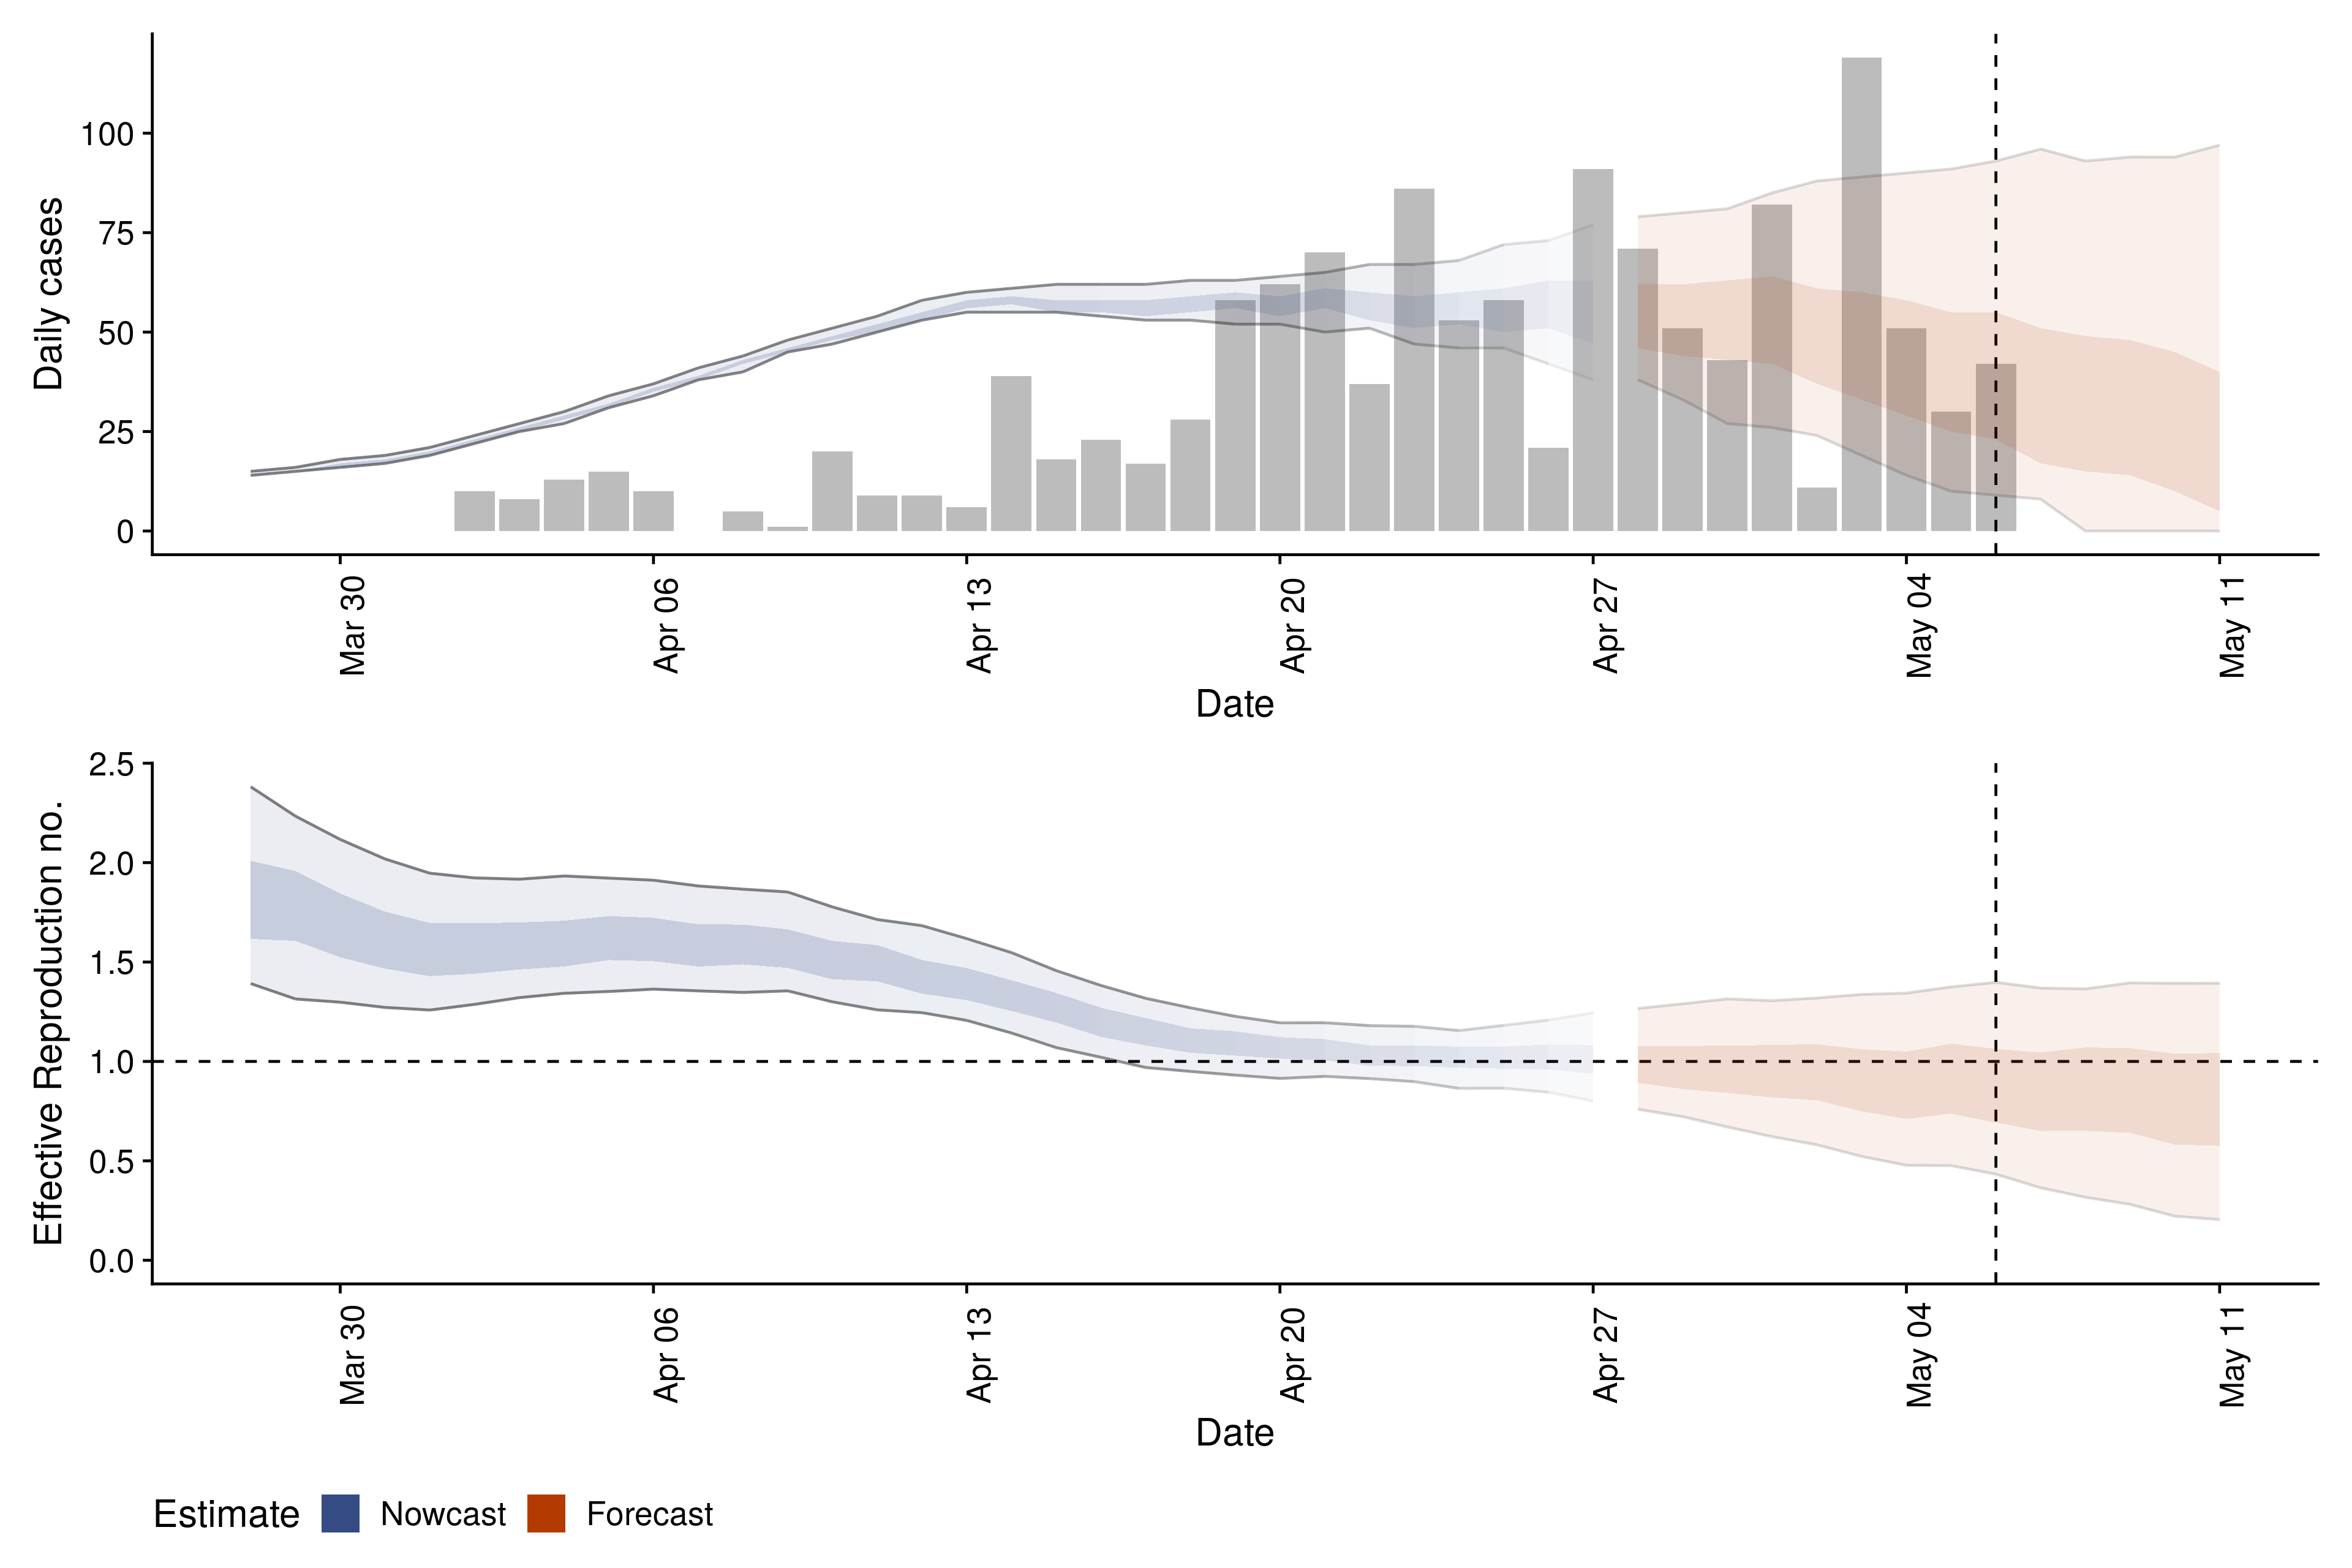 Daily cases
100
75
50
25
0
Mar 30
Apr 06
Apr 13
Apr 20
Apr 27
May 04
May 11
Date
Effective Reproduction no.
2.5
2.0
1.5
1.0
0.5
0.0
Mar 30
Apr 06
Apr 13
Apr 20
Apr 27
May 04
May 11
Date
Estimate Nowcast Forecast